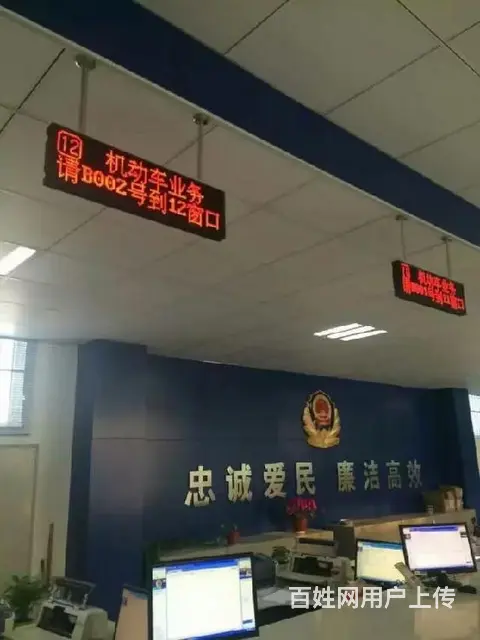 12 机动车业务
请B002号到12窗口
机动车业务
请B001号到11窗口
忠诚爱民 廉洁高效
百姓网用户上传